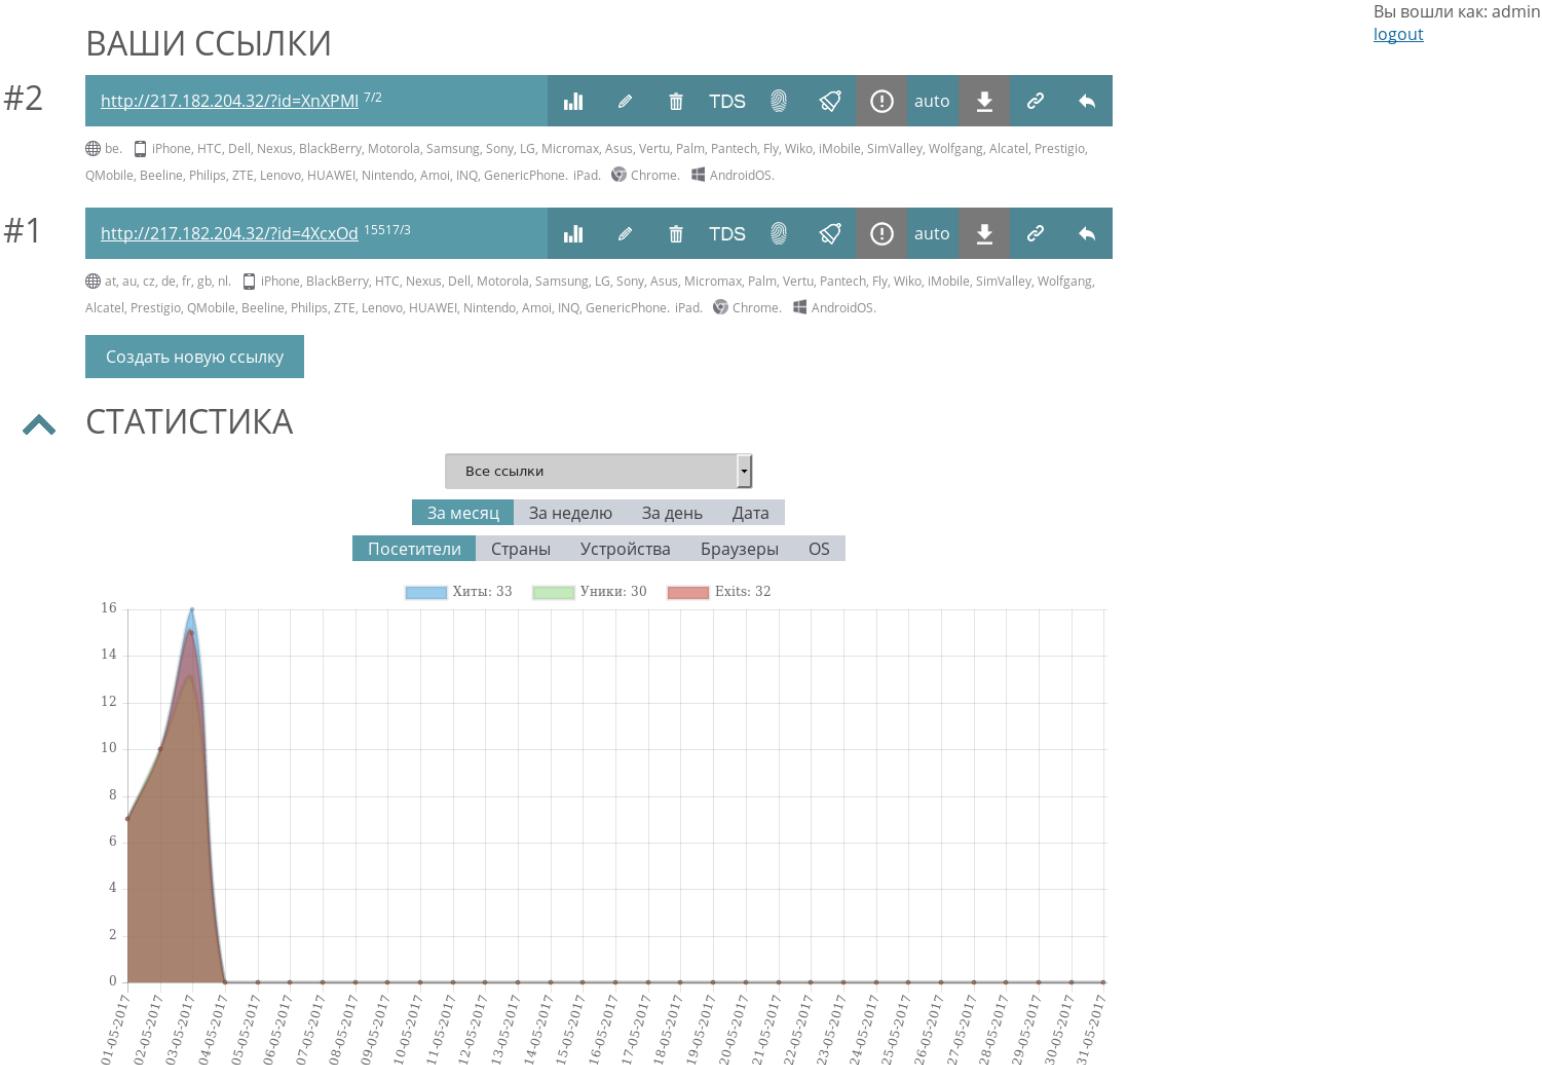 Вы вошли как: admin
logout
ВАШИ ССЫЛКИ
#2
http://217.182.204.32/?id=XnXPMl 7/2
TDS
auto
be. iPhone, HTC, Dell, Nexus, BlackBerry, Motorola, Samsung, Sony, LG, Micromax, Asus, Vertu, Palm, Pantech, Fly, Wiko, iMobile, SimValley, Wolfgang, Alcatel, Prestigio,
QMobile, Beeline, Philips, ZTE, Lenovo, HUAWEI, Nintendo, Amoi, INQ, GenericPhone. iPad. Chrome. AndroidOS.
#1
http://217.182.204.32/?id=4XcxOd 15517/3
TDS
auto
at, au, cz, de, fr, gb, nl. iPhone, BlackBerry, HTC, Nexus, Dell, Motorola, Samsung, LG, Sony, Asus, Micromax, Palm, Vertu, Pantech, Fly, Wiko, iMobile, SimValley, Wolfgang,
Alcatel, Prestigio, QMobile, Beeline, Philips, ZTE, Lenovo, HUAWEI, Nintendo, Amoi, INQ, GenericPhone. iPad. Chrome. AndroidOS.
Создать новую ссылку
СТАТИСТИКА
Все ссылки
За месяц За неделю За день Дата
Посетители Страны Устройства Браузеры OS
Хиты: 33 Уники: 30 Exits: 32
16
14
12
10
8
6
4
2
0
01-05-2017
02-05-2017
03-05-2017
04-05-2017
05-05-2017
06-05-2017
07-05-2017
08-05-2017
09-05-2017
10-05-2017
11-05-2017
12-05-2017
13-05-2017
14-05-2017
15-05-2017
16-05-2017
17-05-2017
18-05-2017
19-05-2017
20-05-2017
21-05-2017
22-05-2017
23-05-2017
24-05-2017
25-05-2017
26-05-2017
27-05-2017
28-05-2017
29-05-2017
30-05-2017
31-05-2017